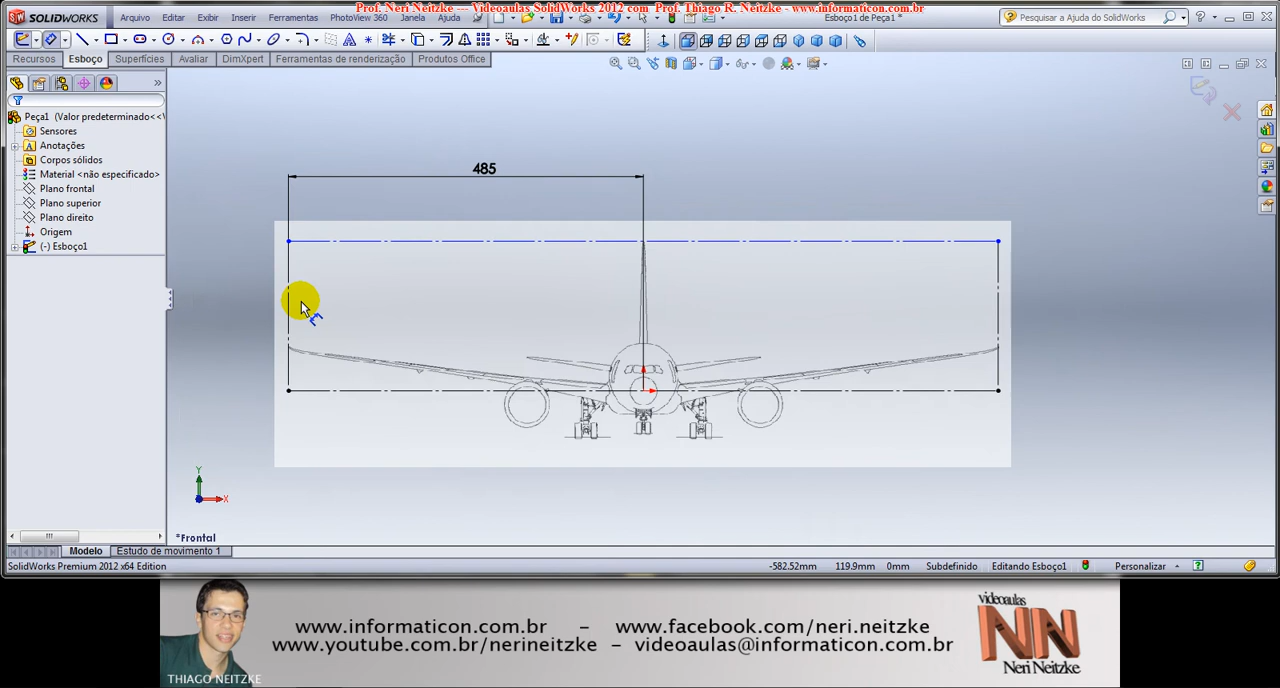 Prof. Neri Neitzke --- Videoaulas SolidWorks 2012 com Prof. Thiago R. Neitzke - www.informaticon.com.br
SOLIDWORKS Arquivo Editar Exibir Inserir Ferramentas PhotoView 360 Janela Ajuda Esboço1 de Peça1 * Pesquisar a Ajuda do SolidWorks
Recursos Esboço Superfícies Avaliar DimXpert Ferramentas de renderização Produtos Office
Peça1 (Valor predeterminado<<
Sensores
Anotações
Corpos sólidos
Material <não especificado>
Plano frontal
Plano superior
Plano direito
Origem
(-) Esboço1
485
Y
X
*Frontal
Modelo Estudo de movimento 1
SolidWorks Premium 2012 x64 Edition -582.52mm 119.9mm 0mm Subdefinido Editando Esboço1 Personalizar
www.informaticon.com.br - www.facebook.com/neri.neitzke
www.youtube.com.br/nerineitzke - videoaulas@informaticon.com.br
THIAGO NEITZKE
videoaulas
NN
Neri Neitzke